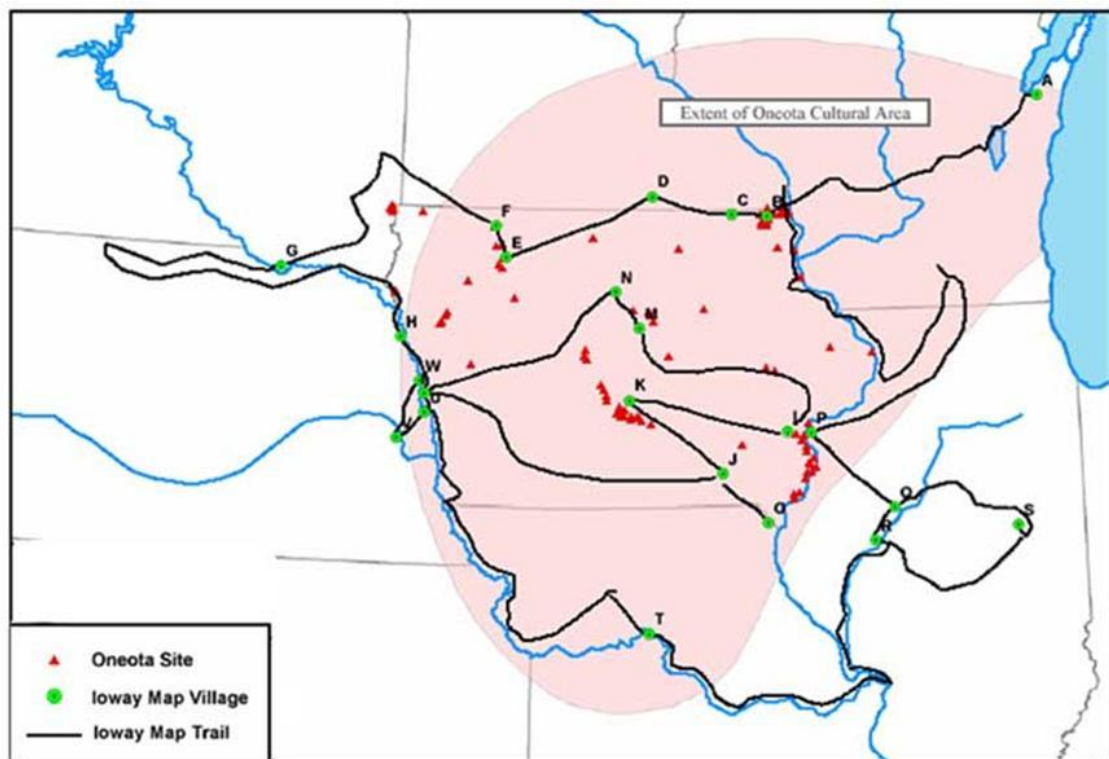 A
Extent of Oneota Cultural Area
D
F
C
B
E
G
N
H
M
W
K
I
P
J
Q
O
S
R
T
Oneota Site
Ioway Map Village
Ioway Map Trail